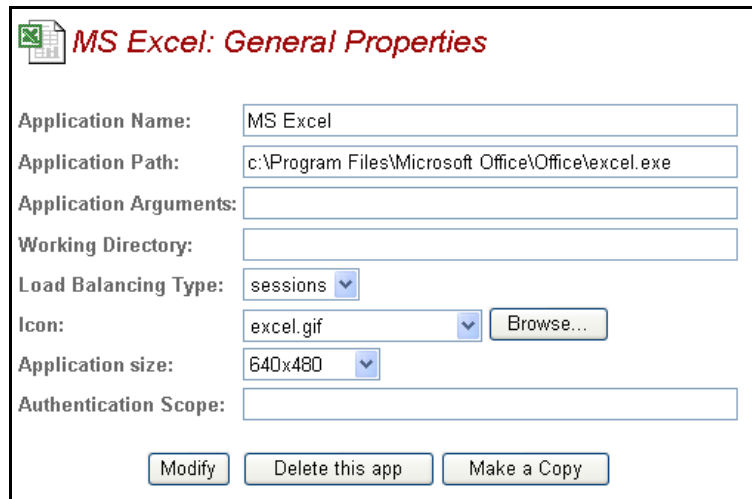 MS Excel: General Properties
Application Name: MS Excel
Application Path: c:\Program Files\Microsoft Office\Office\excel.exe
Application Arguments:
Working Directory:
Load Balancing Type: sessions
Icon: excel.gif Browse...
Application size: 640x480
Authentication Scope:
Modify Delete this app Make a Copy